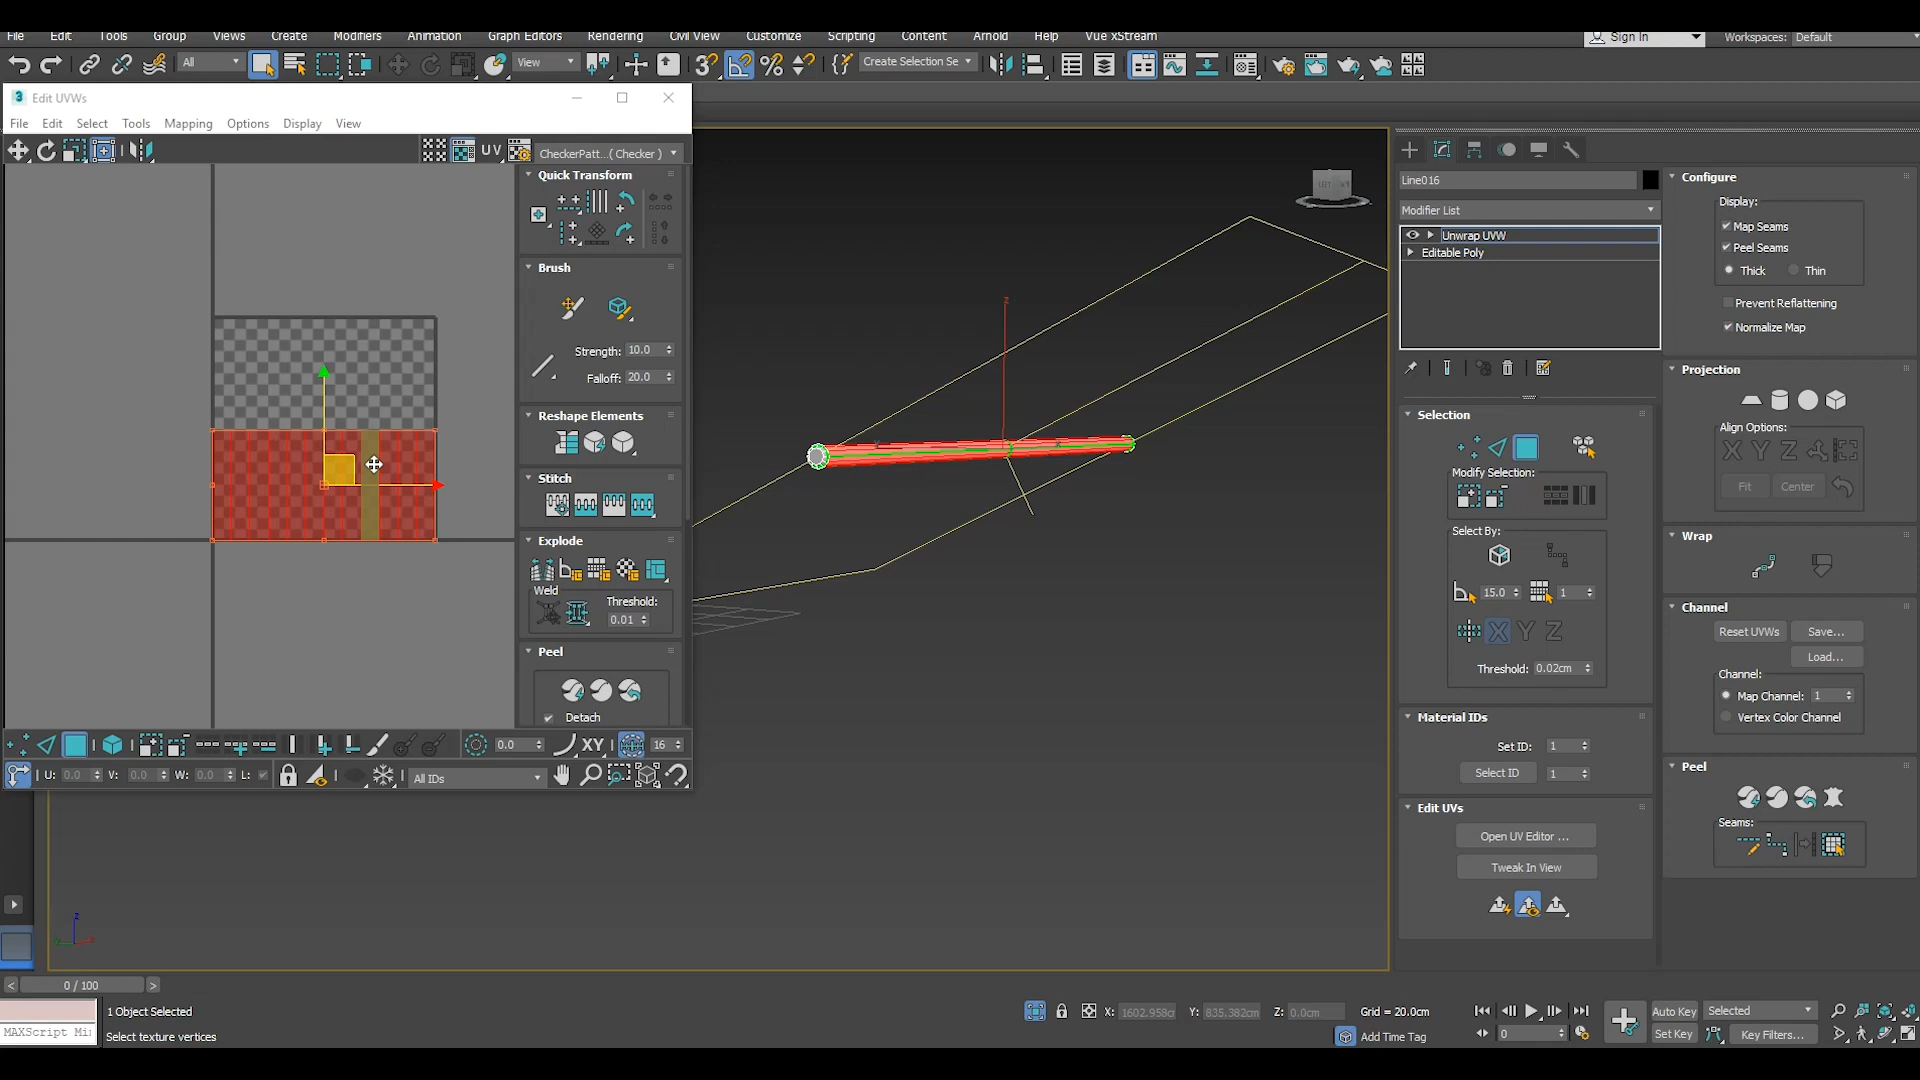 File Edit Tools Group Views Create Modifiers Animation Graph Editors Rendering Civil View Customize Scripting Content Arnold Help Vue xStream
Sign In Workspaces: Default
All View Create Selection Se
3 Edit UVWs
File Edit Select Tools Mapping Options Display View
UV CheckerPatt...( Checker )
Quick Transform
Brush
Strength: 10.0
Falloff: 20.0
Reshape Elements
Stitch
Explode
Weld
Threshold:
0.01
Peel
Detach
0.0 XY 16
U: 0.0 V: 0.0 W: 0.0 L: All IDs
z
Line016
Modifier List
Unwrap UVW
Editable Poly
Selection
Modify Selection:
Select By:
15.0 1
X Y Z
Threshold: 0.02cm
Material IDs
Set ID: 1
Select ID 1
Edit UVs
Open UV Editor ...
Tweak In View
Configure
Display:
Map Seams
Peel Seams
Thick Thin
Prevent Reflattening
Normalize Map
Projection
Align Options:
X Y Z
Fit Center
Wrap
Channel
Reset UVWs Save...
Load...
Channel:
Map Channel: 1
Vertex Color Channel
Peel
Seams:
< 0 / 100 >
1 Object Selected
MAXScript Mi
Select texture vertices
X: 1602.958c Y: 835.382cm Z: 0.0cm Grid = 20.0cm
Add Time Tag
0
Auto Key Selected
Set Key Key Filters...